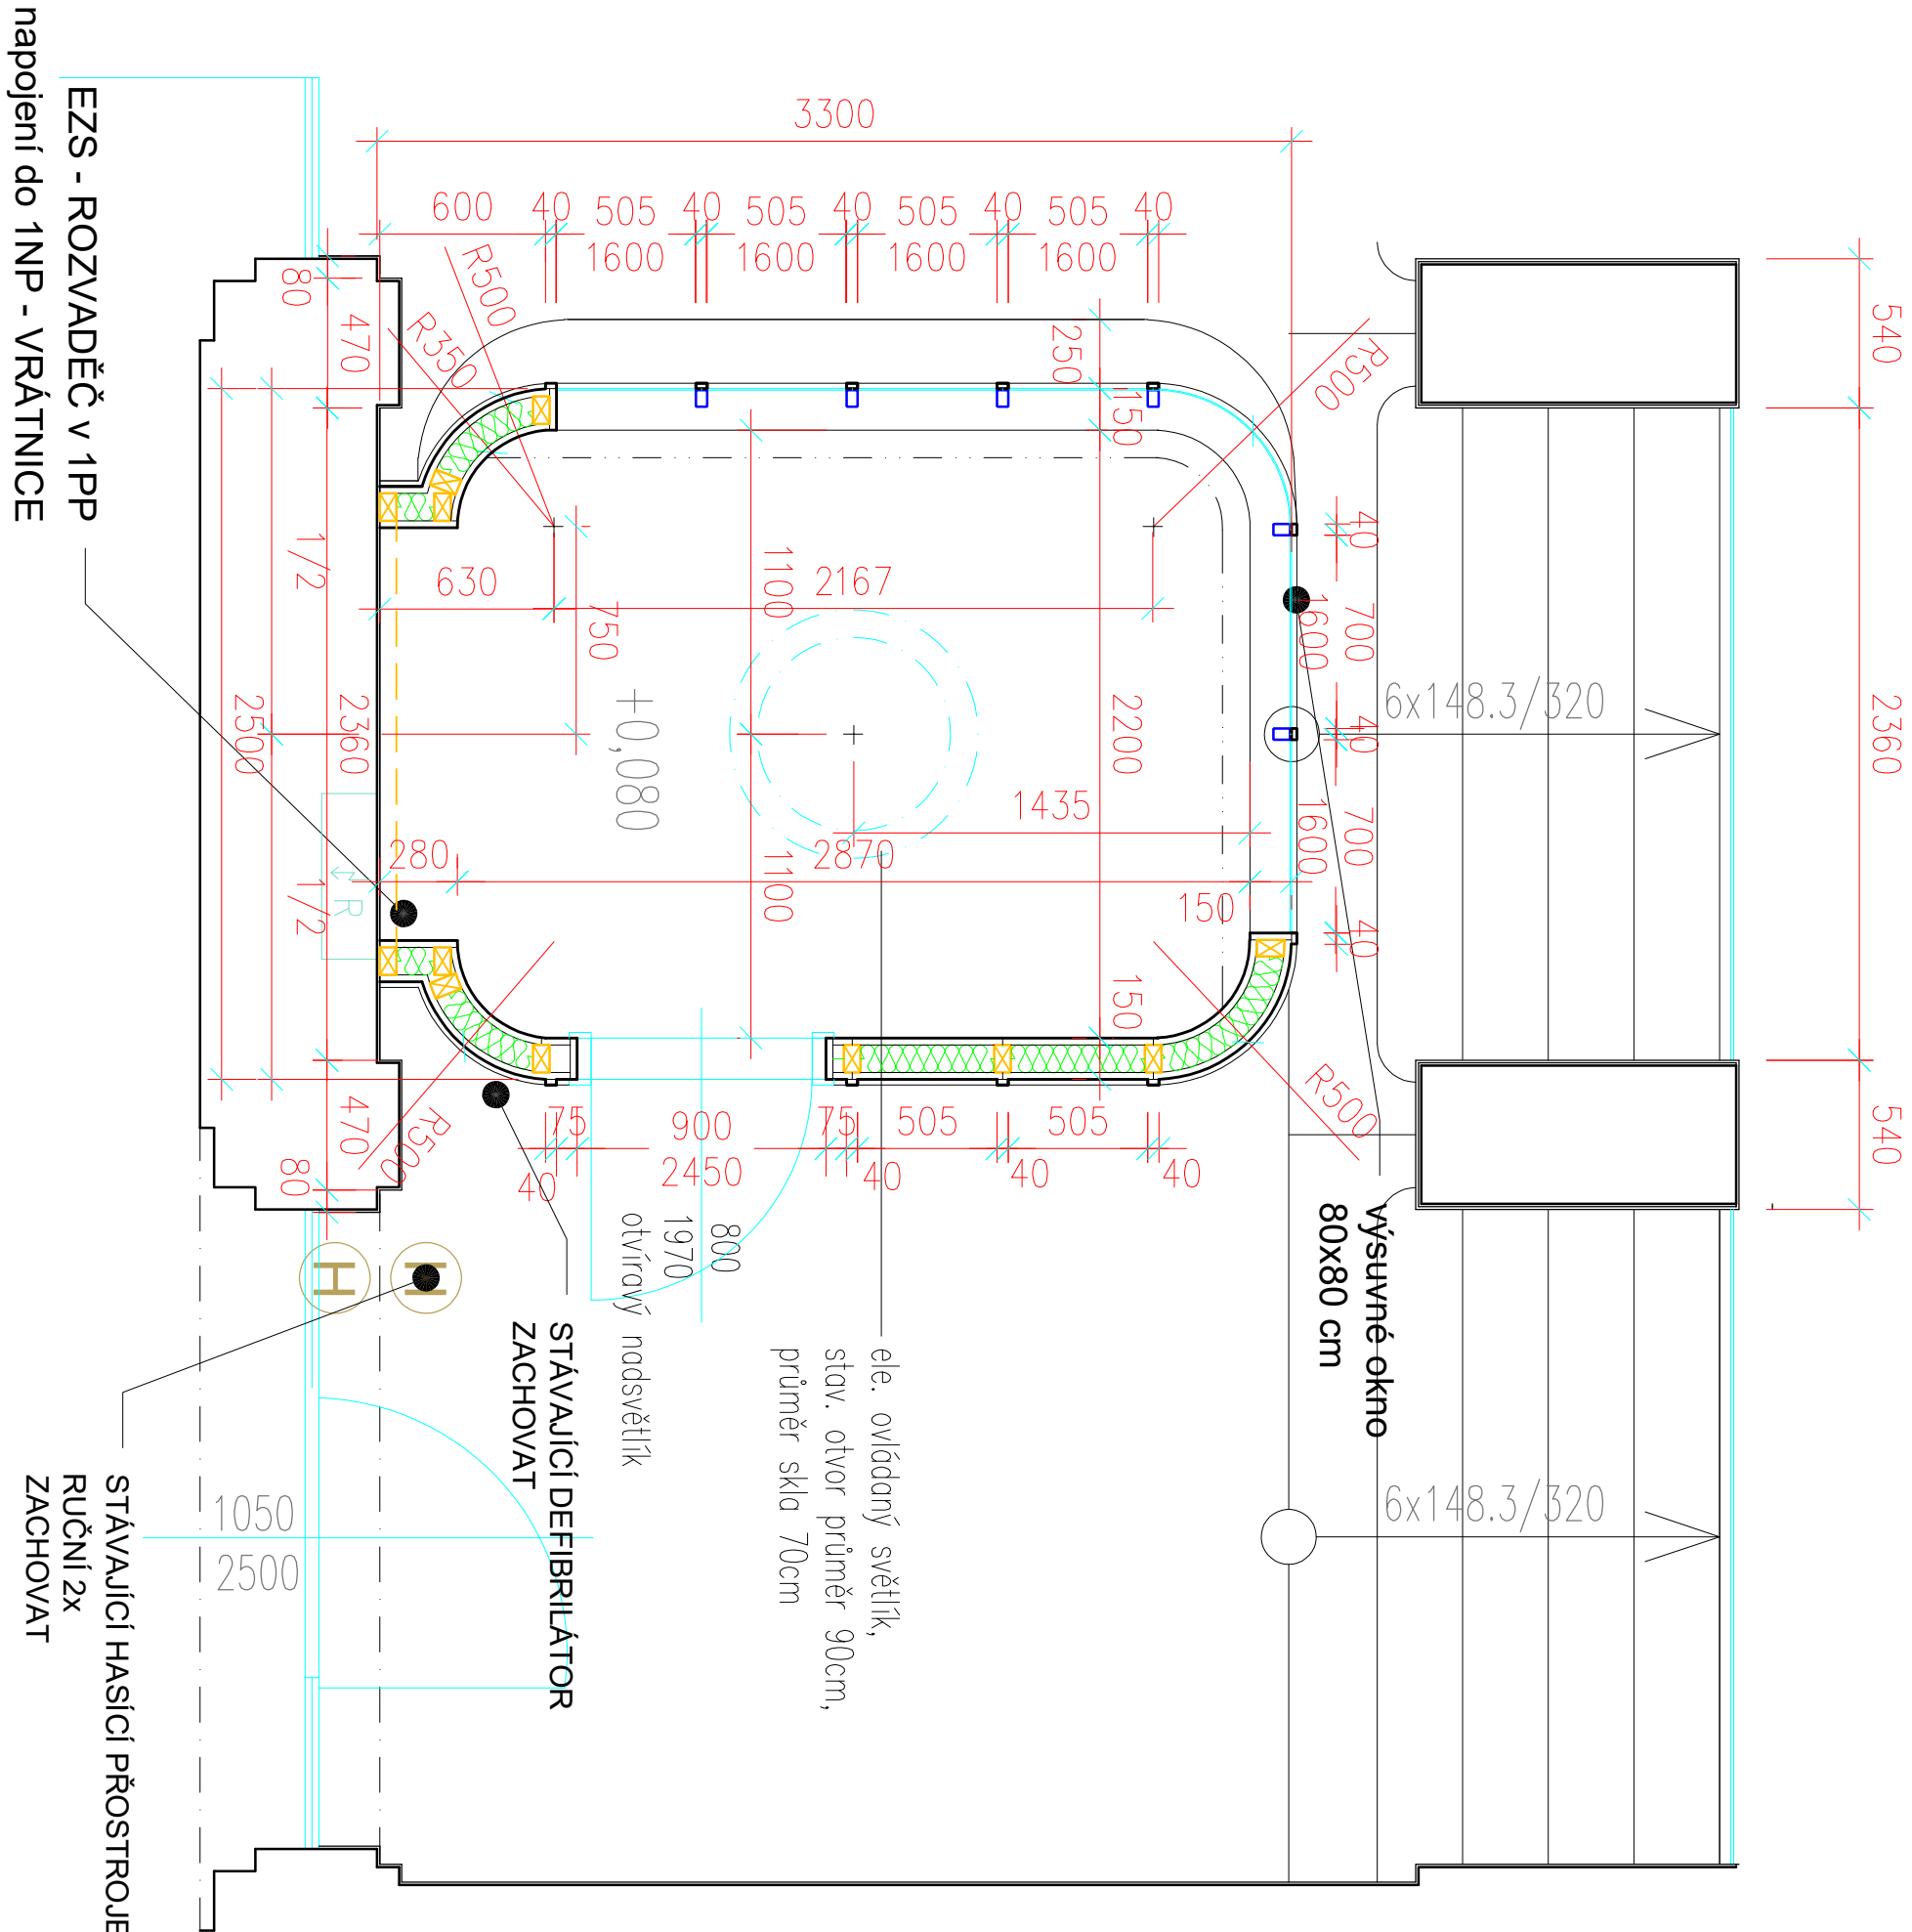 3300
600
40
505
40
505
40
505
40
505
40
1600
1600
1600
1600
R500
R350
R500
250
150
540
2360
540
80
470
1/2
2360
2500
1/2
470
80
630
2167
1100
750
2200
1435
2870
280
1100
150
150
+0,080
40
700
1600
40
700
1600
40
6x148.3/320
6x148.3/320
R
R500
R500
75
900
75
505
505
40
2450
40
40
40
800
1970
otvíravý nadsvětlík
ele. ovládaný světlík,
stav. otvor průměr 90cm,
průměr skla 70cm
výsuvné okno
80x80 cm
EZS - ROZVADĚČ v 1PP
napojení do 1NP - VRÁTNICE
STÁVAJÍCÍ DEFIBRILÁTOR
ZACHOVAT
H
H
1050
2500
STÁVAJÍCÍ HASÍCÍ PŘOSTROJE
RUČNÍ 2x
ZACHOVAT